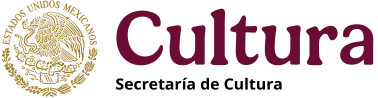 ESTADOS UNIDOS MEXICANOS
Cultura
Secretaría de Cultura